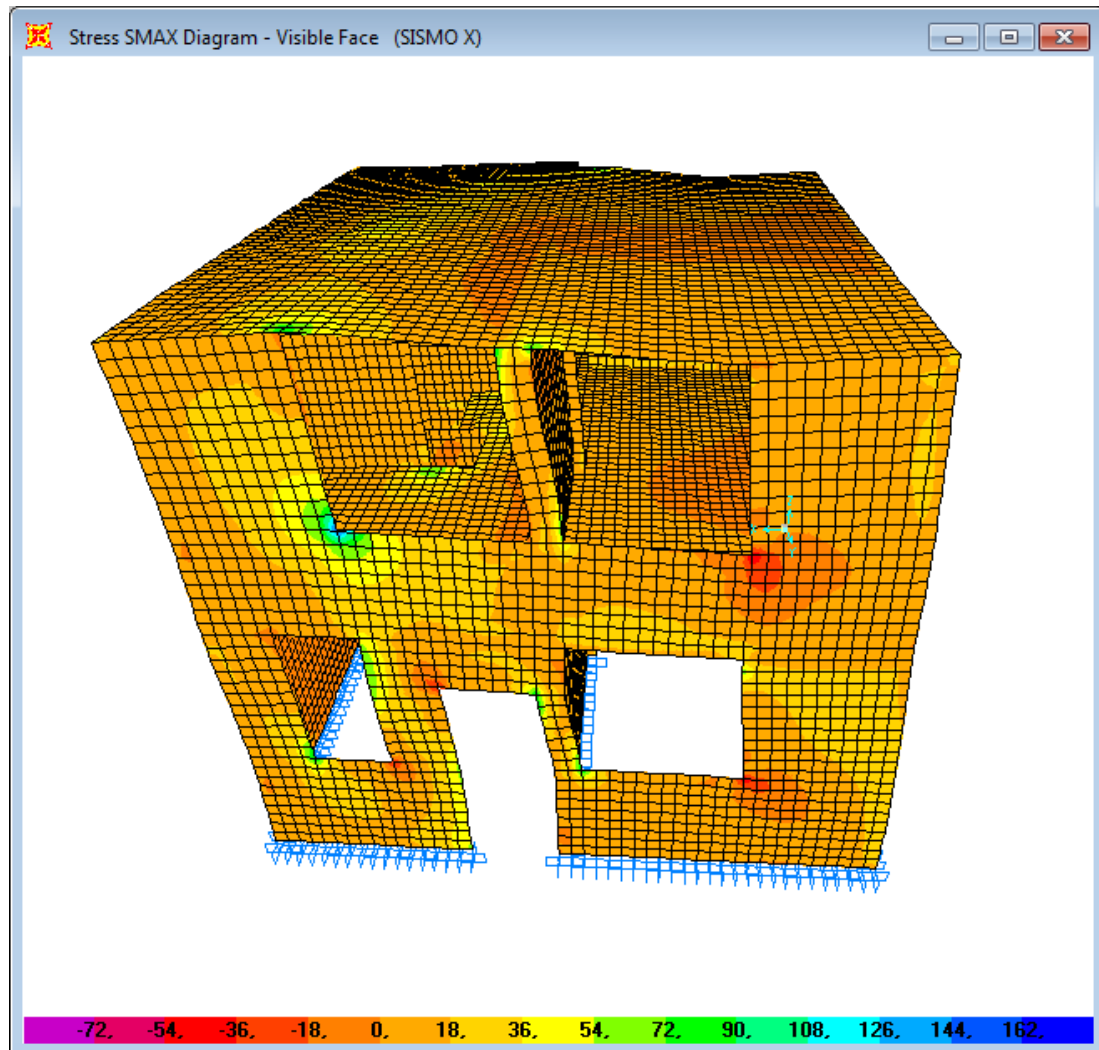 Stress SMAX Diagram - Visible Face (SISMO X)
-72, -54, -36, -18, 0, 18, 36, 54, 72, 90, 108, 126, 144, 162,